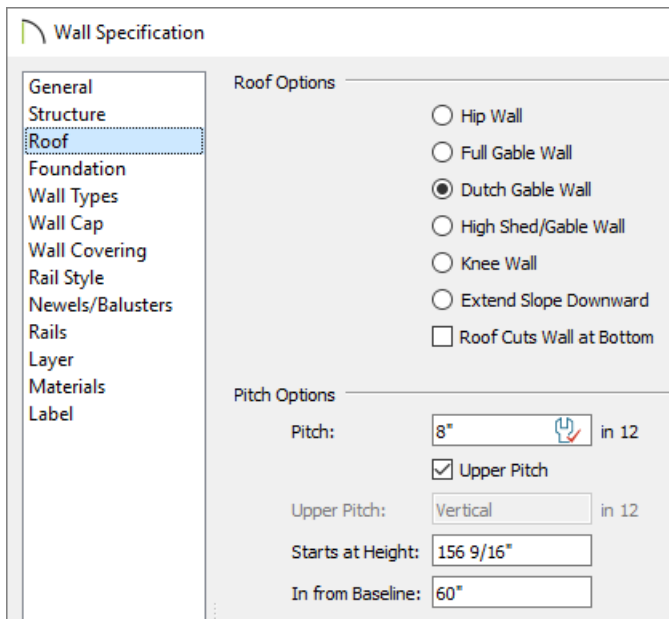 Wall Specification
General
Structure
Roof
Foundation
Wall Types
Wall Cap
Wall Covering
Rail Style
Newels/Balusters
Rails
Layer
Materials
Label
Roof Options
Hip Wall
Full Gable Wall
Dutch Gable Wall
High Shed/Gable Wall
Knee Wall
Extend Slope Downward
Roof Cuts Wall at Bottom
Pitch Options
Pitch: 8" in 12
Upper Pitch
Upper Pitch: Vertical in 12
Starts at Height: 156 9/16"
In from Baseline: 60"